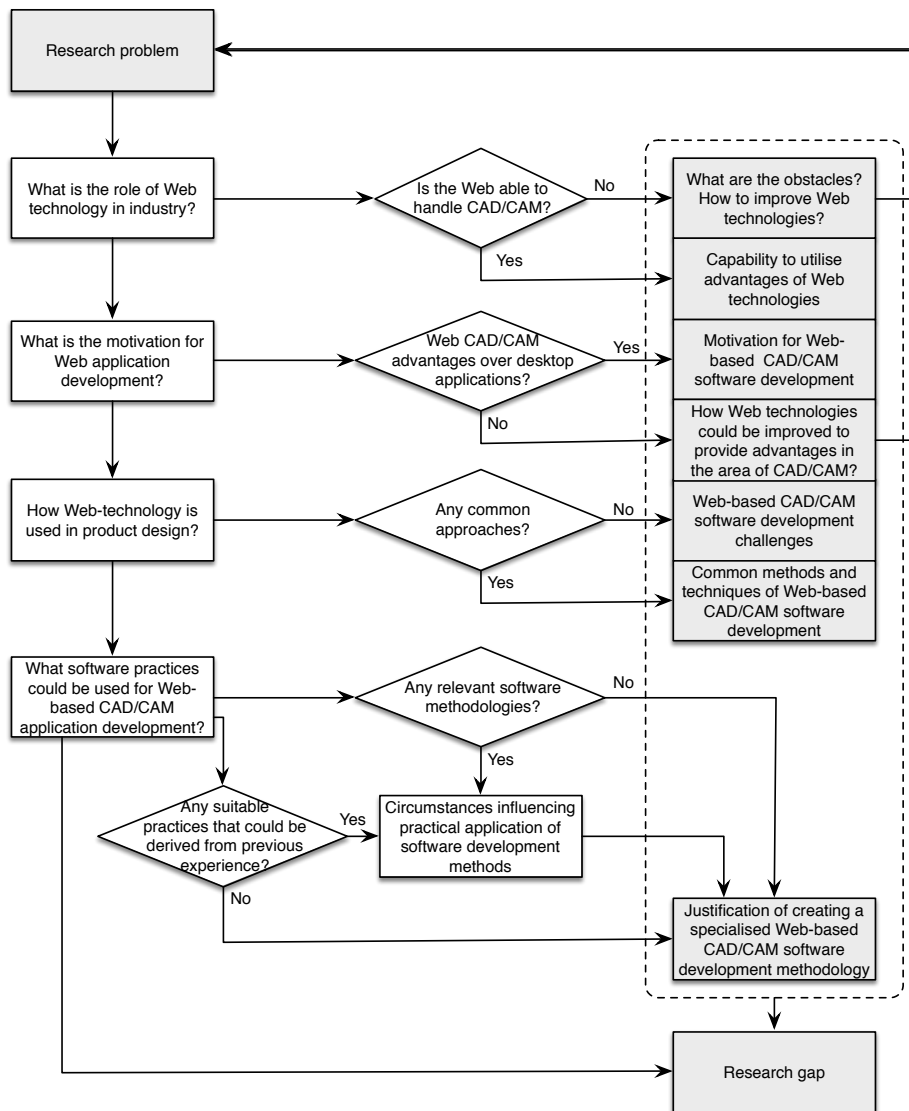 Research problem
What is the role of Web
technology in industry?
Is the Web able to
handle CAD/CAM?
No
What are the obstacles?
How to improve Web
technologies?
Yes
Capability to utilise
advantages of Web
technologies
What is the motivation for
Web application
development?
Web CAD/CAM
advantages over desktop
applications?
Yes
Motivation for Web-
based CAD/CAM
software development
No
How Web technologies
could be improved to
provide advantages in
the area of CAD/CAM?
How Web-technology is
used in product design?
Any common
approaches?
No
Web-based CAD/CAM
software development
challenges
Yes
Common methods and
techniques of Web-based
CAD/CAM software
development
What software practices
could be used for Web-
based CAD/CAM
application development?
Any relevant software
methodologies?
No
Yes
Any suitable
practices that could be
derived from previous
experience?
Yes
Circumstances influencing
practical application of
software development
methods
No
Justification of creating a
specialised Web-based
CAD/CAM software
development methodology
Research gap